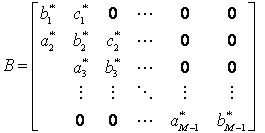 B = [ b₁* c₁* 0 ⋯ 0 0
a₂* b₂* c₂* ⋯ 0 0
a₃* b₃* ⋯ 0 0
⋮ ⋮ ⋱ ⋮ ⋮
0 0 ⋯ a*_{M-1} b*_{M-1} ]